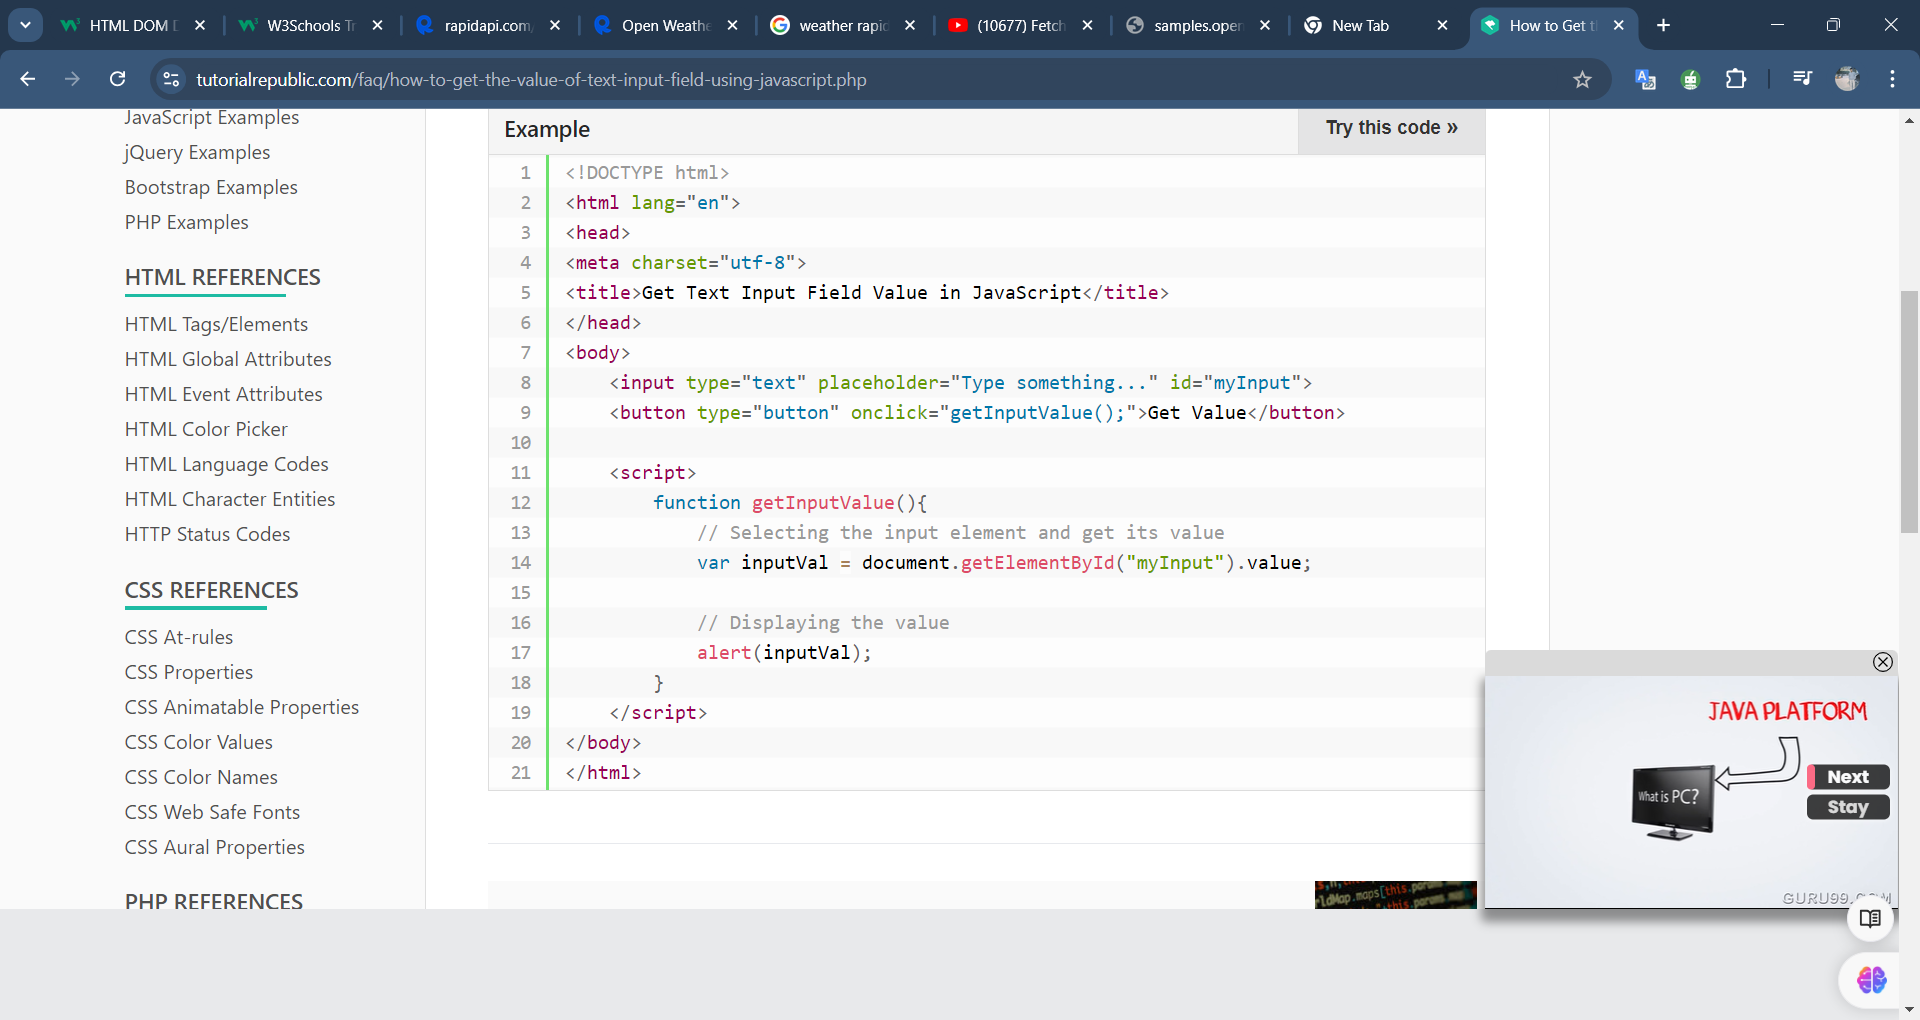 HTML DOM
W3Schools Tr
rapidapi.com
Open Weathe
weather rapid
(10677) Fetch
samples.open
New Tab
How to Get t
tutorialrepublic.com/faq/how-to-get-the-value-of-text-input-field-using-javascript.php
JavaScript Examples
jQuery Examples
Bootstrap Examples
PHP Examples
HTML REFERENCES
HTML Tags/Elements
HTML Global Attributes
HTML Event Attributes
HTML Color Picker
HTML Language Codes
HTML Character Entities
HTTP Status Codes
CSS REFERENCES
CSS At-rules
CSS Properties
CSS Animatable Properties
CSS Color Values
CSS Color Names
CSS Web Safe Fonts
CSS Aural Properties
PHP REFERENCES
Example
Try this code »
1 <!DOCTYPE html>
2 <html lang="en">
3 <head>
4 <meta charset="utf-8">
5 <title>Get Text Input Field Value in JavaScript</title>
6 </head>
7 <body>
8 <input type="text" placeholder="Type something..." id="myInput">
9 <button type="button" onclick="getInputValue();">Get Value</button>
10
11 <script>
12 function getInputValue(){
13 // Selecting the input element and get its value
14 var inputVal = document.getElementById("myInput").value;
15
16 // Displaying the value
17 alert(inputVal);
18 }
19 </script>
20 </body>
21 </html>
JAVA PLATFORM
What is PC?
Next
Stay
GURU99.COM